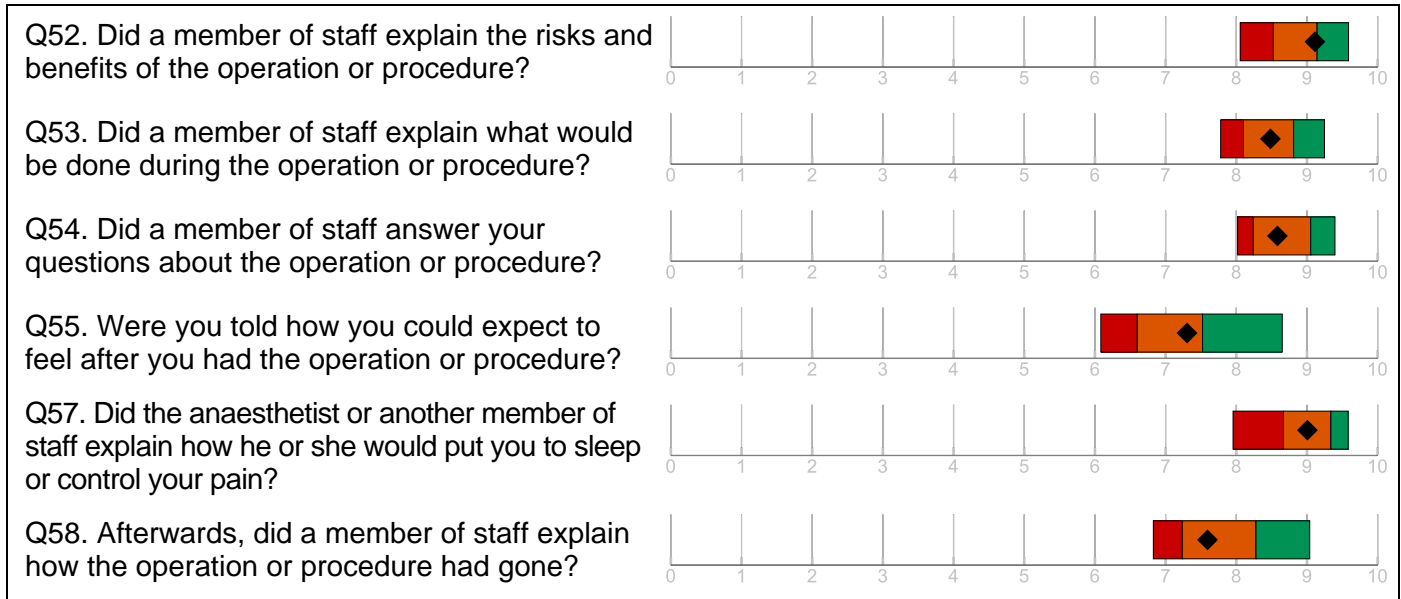 Q52. Did a member of staff explain the risks and
benefits of the operation or procedure?
0 1 2 3 4 5 6 7 8 9 10
Q53. Did a member of staff explain what would
be done during the operation or procedure?
0 1 2 3 4 5 6 7 8 9 10
Q54. Did a member of staff answer your
questions about the operation or procedure?
0 1 2 3 4 5 6 7 8 9 10
Q55. Were you told how you could expect to
feel after you had the operation or procedure?
0 1 2 3 4 5 6 7 8 9 10
Q57. Did the anaesthetist or another member of
staff explain how he or she would put you to sleep
or control your pain?
0 1 2 3 4 5 6 7 8 9 10
Q58. Afterwards, did a member of staff explain
how the operation or procedure had gone?
0 1 2 3 4 5 6 7 8 9 10